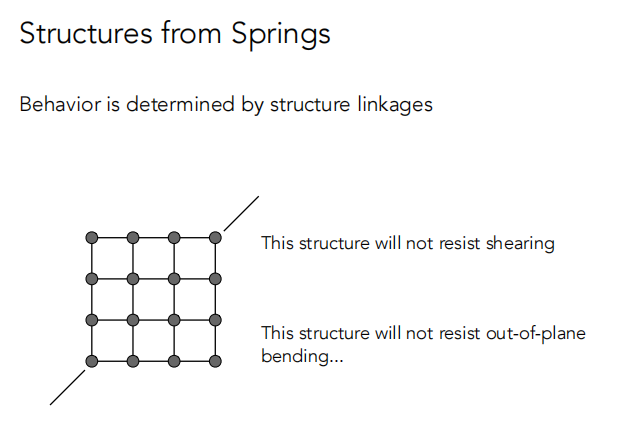 Structures from Springs
Behavior is determined by structure linkages
This structure will not resist shearing
This structure will not resist out-of-plane
bending...